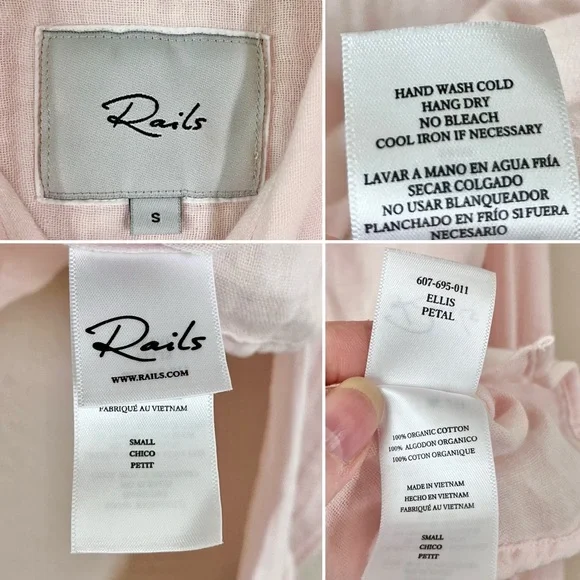 Rails
S
HAND WASH COLD
HANG DRY
NO BLEACH
COOL IRON IF NECESSARY
LAVAR A MANO EN AGUA FRÍA
SECAR COLGADO
NO USAR BLANQUEADOR
PLANCHADO EN FRÍO SI FUERA
NECESARIO
Rails
WWW.RAILS.COM
FABRIQUÉ AU VIETNAM
SMALL
CHICO
PETIT
607-695-011
ELLIS
PETAL
100% ORGANIC COTTON
100% ALGODON ORGANICO
100% COTON ORGANIQUE
MADE IN VIETNAM
HECHO EN VIETNAM
FABRIQUÉ AU VIETNAM
SMALL
CHICO
PETIT